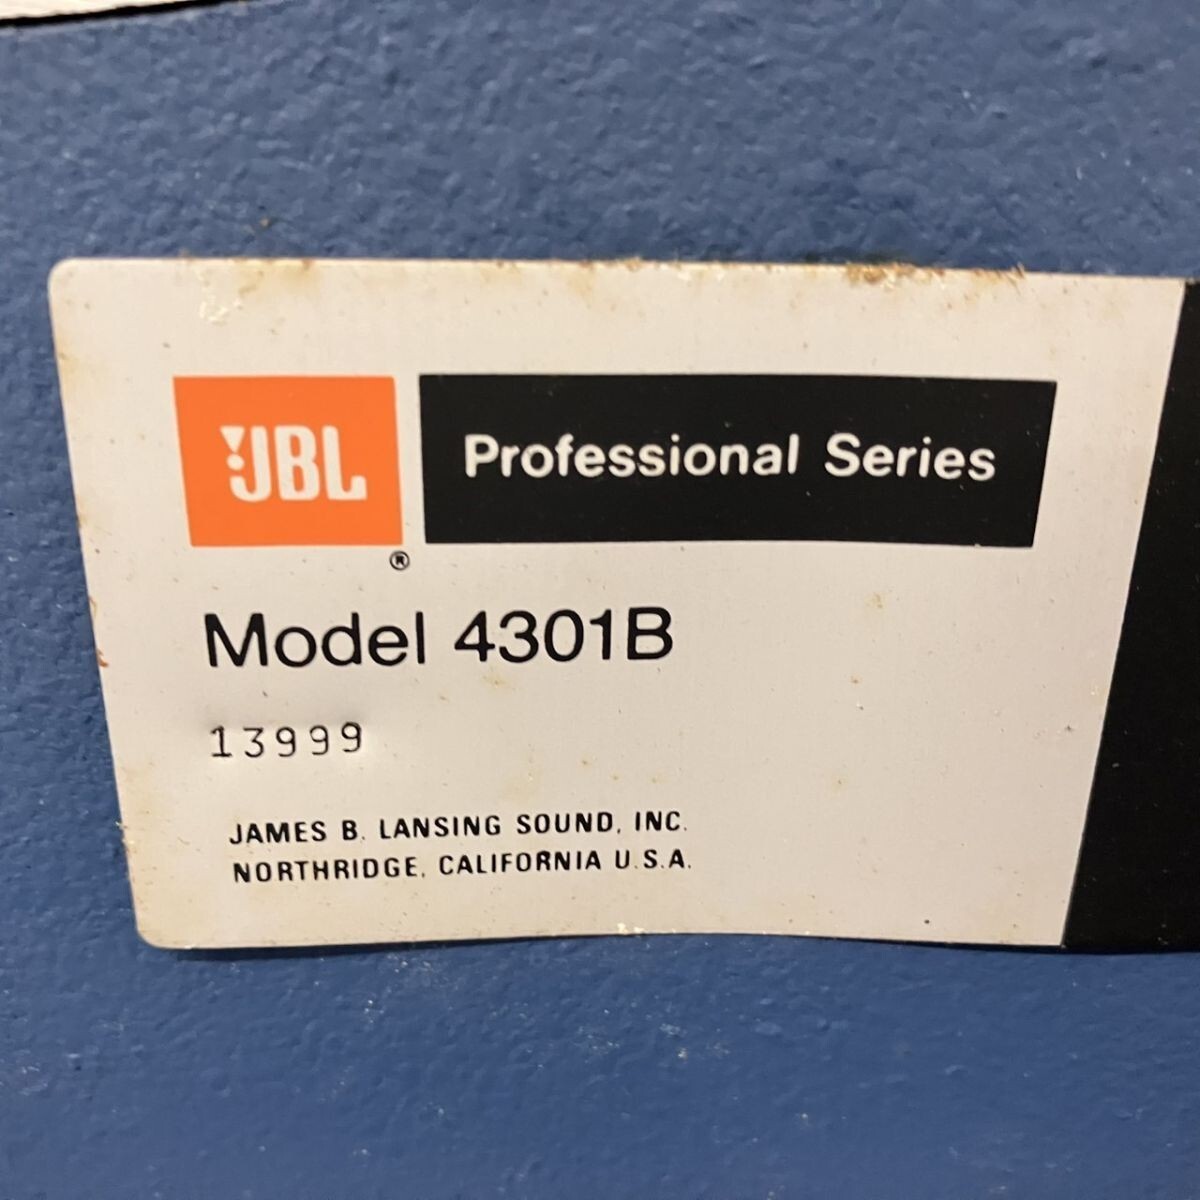 JBL Professional Series
®
Model 4301B
13999
JAMES B. LANSING SOUND, INC.
NORTHRIDGE, CALIFORNIA U.S.A.